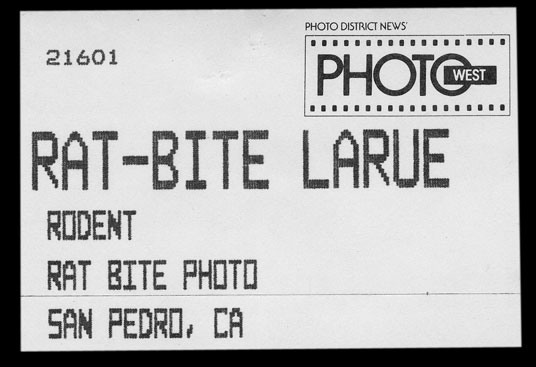 PHOTO DISTRICT NEWS'
PHOTO WEST
21601
RAT-BITE LARUE
RODENT
RAT BITE PHOTO
SAN PEDRO, CA